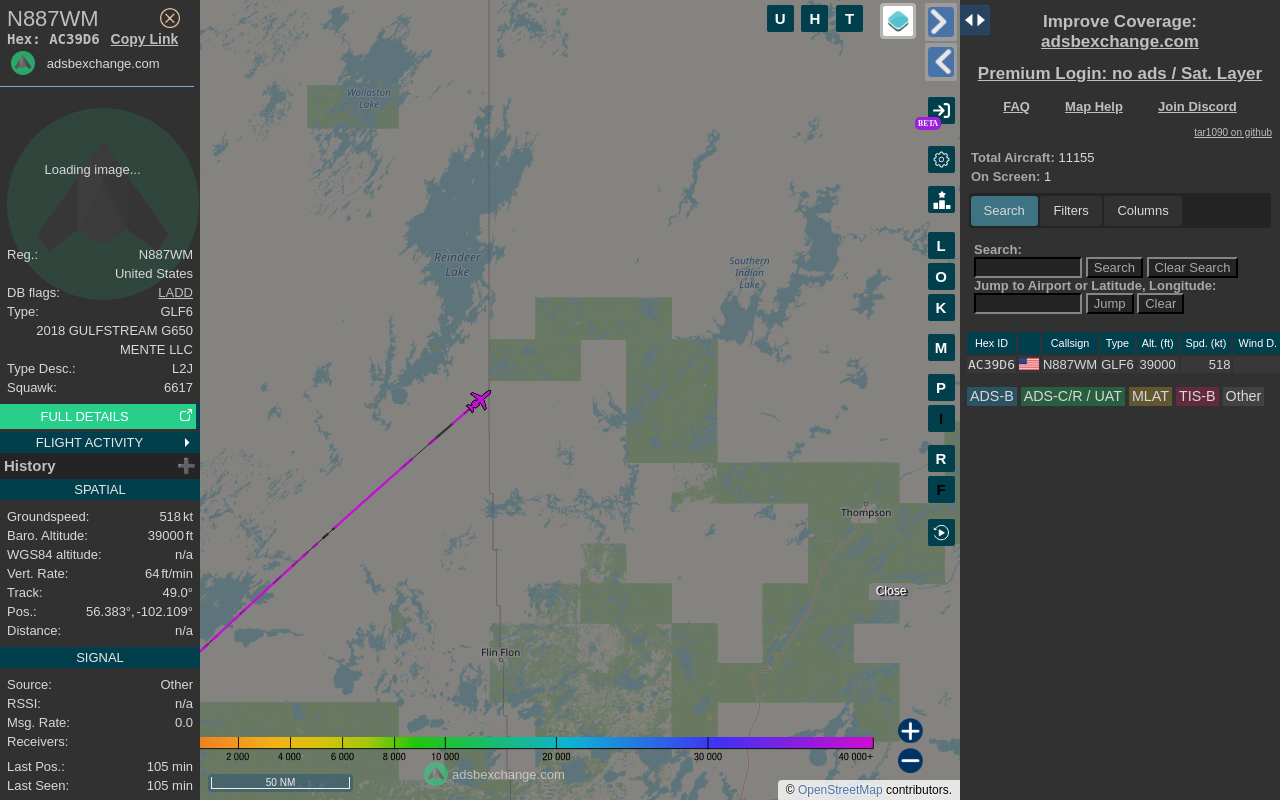 N887WM
Hex: AC39D6 Copy Link
adsbexchange.com
Loading image...
Reg.: N887WM
United States
DB flags: LADD
Type: GLF6
2018 GULFSTREAM G650
MENTE LLC
Type Desc.: L2J
Squawk: 6617
FULL DETAILS
FLIGHT ACTIVITY
History
SPATIAL
Groundspeed: 518 kt
Baro. Altitude: 39000 ft
WGS84 altitude: n/a
Vert. Rate: 64 ft/min
Track: 49.0°
Pos.: 56.383°, -102.109°
Distance: n/a
SIGNAL
Source: Other
RSSI: n/a
Msg. Rate: 0.0
Receivers:
Last Pos.: 105 min
Last Seen: 105 min
Wollaston
Lake
Reindeer
Lake
Southern
Indian
Lake
Thompson
Flin Flon
Close
2 000 4 000 6 000 8 000 10 000 20 000 30 000 40 000+
50 NM
adsbexchange.com
© OpenStreetMap contributors.
U H T
BETA
L
O
K
M
P
I
R
F
Improve Coverage:
adsbexchange.com
Premium Login: no ads / Sat. Layer
FAQ Map Help Join Discord
tar1090 on github
Total Aircraft: 11155
On Screen: 1
Search Filters Columns
Search:
Search Clear Search
Jump to Airport or Latitude, Longitude:
Jump Clear
Hex ID Callsign Type Alt. (ft) Spd. (kt) Wind D.
AC39D6 N887WM GLF6 39000 518
ADS-B ADS-C/R / UAT MLAT TIS-B Other